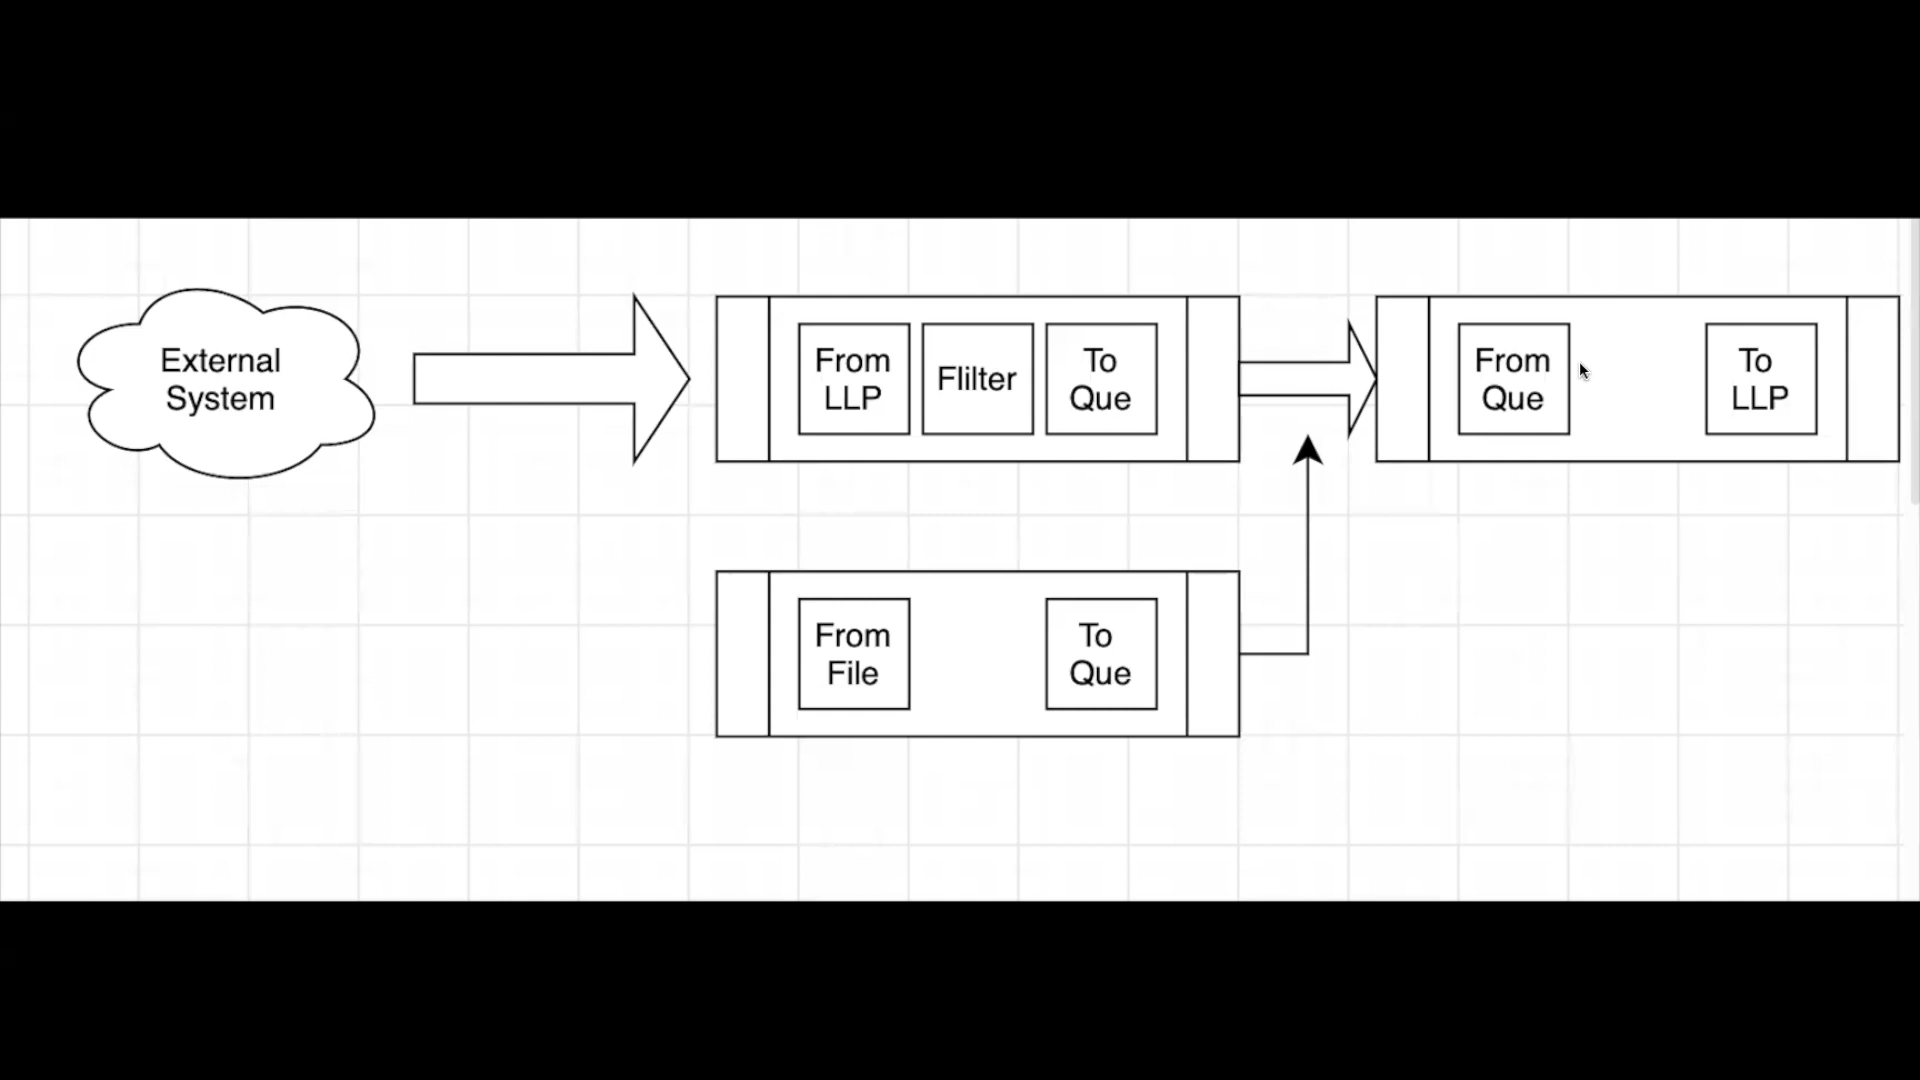 External
System
From
LLP
Flilter
To
Que
From
Que
To
LLP
From
File
To
Que